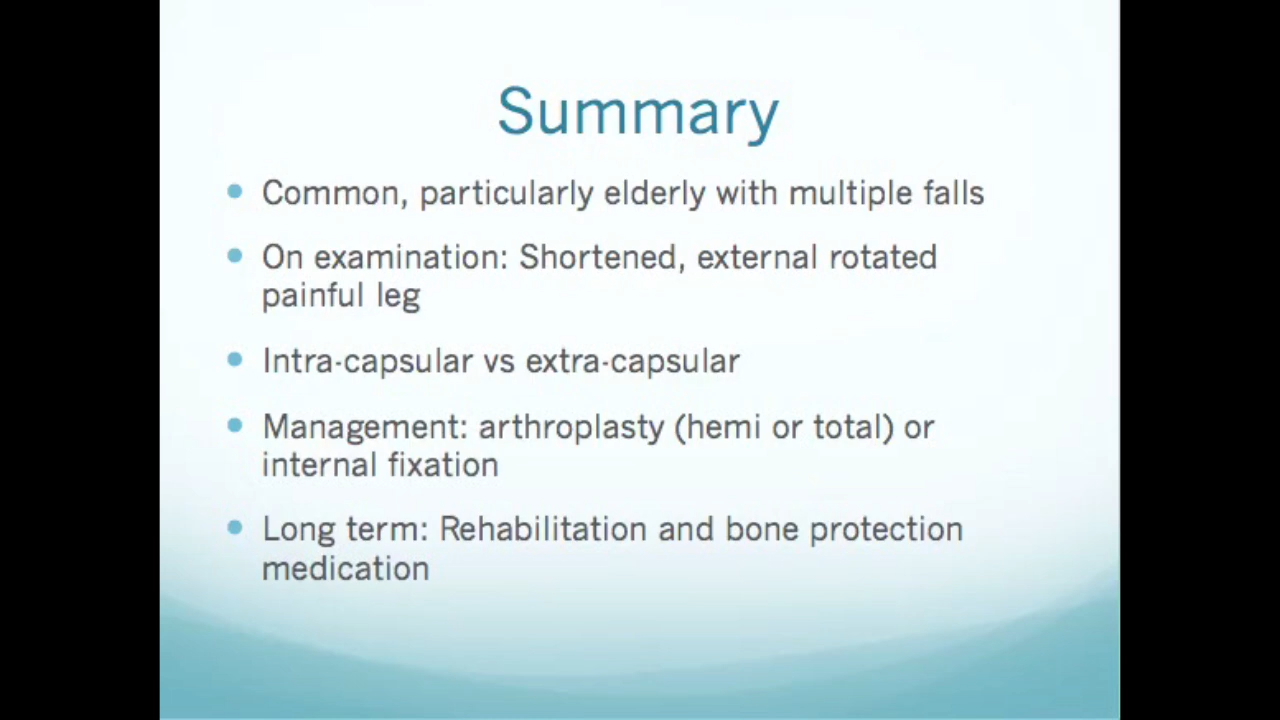 Summary
Common, particularly elderly with multiple falls
On examination: Shortened, external rotated
painful leg
Intra-capsular vs extra-capsular
Management: arthroplasty (hemi or total) or
internal fixation
Long term: Rehabilitation and bone protection
medication